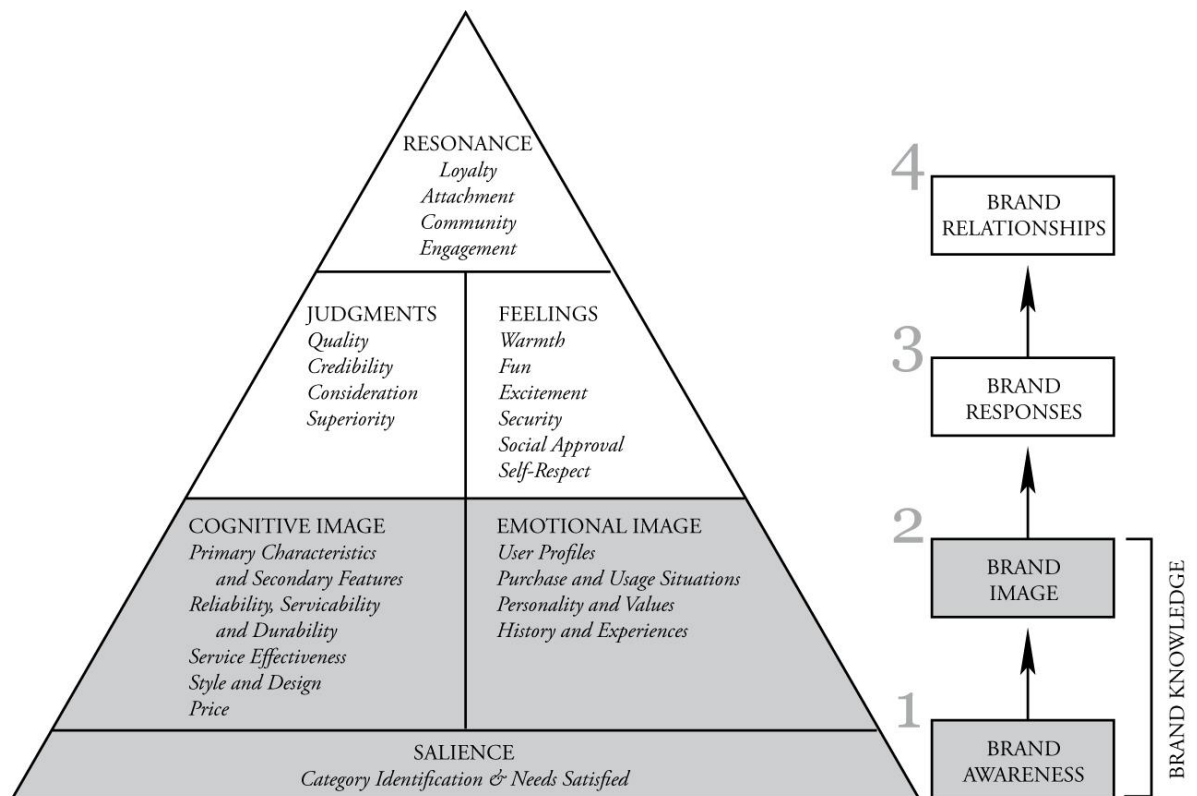 RESONANCE
Loyalty
Attachment
Community
Engagement
JUDGMENTS
Quality
Credibility
Consideration
Superiority
FEELINGS
Warmth
Fun
Excitement
Security
Social Approval
Self-Respect
COGNITIVE IMAGE
Primary Characteristics
and Secondary Features
Reliability, Servicability
and Durability
Service Effectiveness
Style and Design
Price
EMOTIONAL IMAGE
User Profiles
Purchase and Usage Situations
Personality and Values
History and Experiences
SALIENCE
Category Identification & Needs Satisfied
4
BRAND
RELATIONSHIPS
3
BRAND
RESPONSES
2
BRAND
IMAGE
1
BRAND
AWARENESS
BRAND KNOWLEDGE